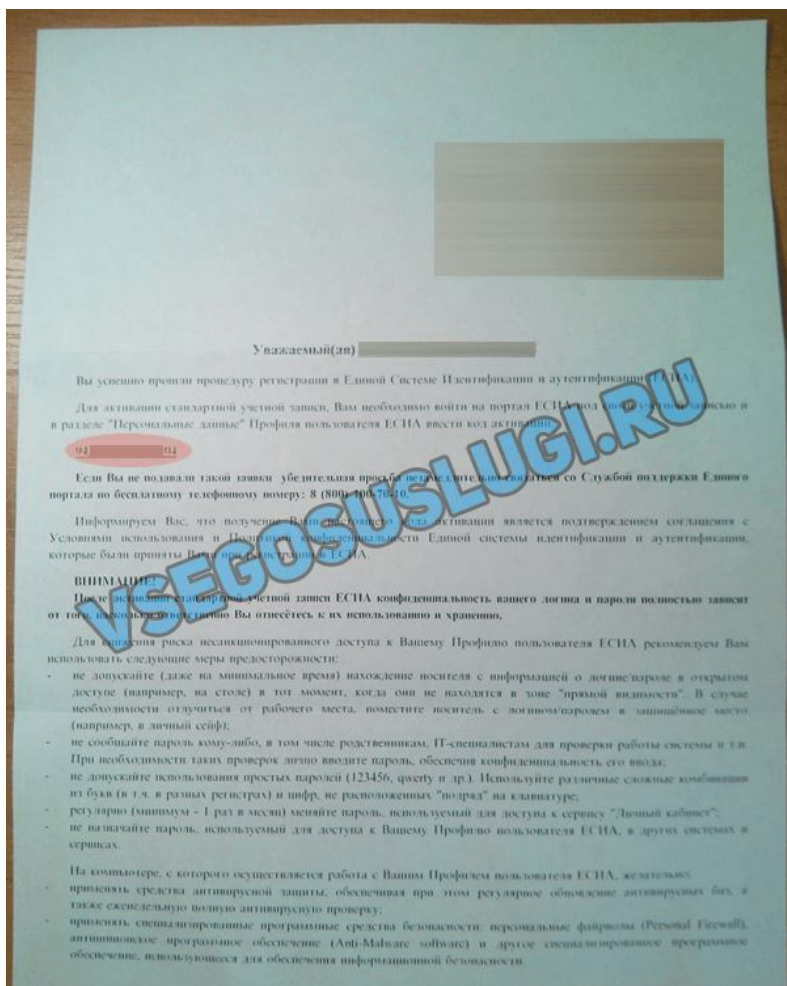 Уважаемый(ая)
Вы успешно прошли процедуру регистрации в Единой Системе Идентификации и аутентификации (ЕСИА).
Для активации стандартной учетной записи, Вам необходимо войти на портал ЕСИА под своей учетной записью и
в разделе "Персональные данные" Профиля пользователя ЕСИА ввести код активации
94 04
Если Вы не подавали такой заявки убедительная просьба незамедлительно связаться со Службой поддержки Единого
портала по бесплатному телефонному номеру: 8 (800) 100-70-10.
Информируем Вас, что получение Вами настоящего кода активации является подтверждением соглашения с
Условиями использования и Политикой конфиденциальности Единой системы идентификации и аутентификации,
которые были приняты Вами при регистрации в ЕСИА.
ВНИМАНИЕ!
После активации стандартной учетной записи ЕСИА конфиденциальность вашего логина и пароля полностью зависит
от того, насколько ответственно Вы отнесётесь к их использованию и хранению.
Для снижения риска несанкционированного доступа к Вашему Профилю пользователя ЕСИА рекомендуем Вам
использовать следующие меры предосторожности:
- не допускайте (даже на минимальное время) нахождение носителя с информацией о логине/пароле в открытом
доступе (например, на столе) в тот момент, когда они не находятся в зоне "прямой видимости". В случае
необходимости отлучиться от рабочего места, поместите носитель с логином/паролем в защищённое место
(например, в личный сейф);
- не сообщайте пароль кому-либо, в том числе родственникам, IT-специалистам для проверки работы системы и т.п.
При необходимости таких проверок лично вводите пароль, обеспечив конфиденциальность его ввода;
- не допускайте использования простых паролей (123456, qwerty и др.). Используйте различные сложные комбинации
из букв (в т.ч. в разных регистрах) и цифр, не расположенных "подряд" на клавиатуре;
- регулярно (минимум - 1 раз в месяц) меняйте пароль, используемый для доступа к сервису "Личный кабинет";
- не назначайте пароль, используемый для доступа к Вашему Профилю пользователя ЕСИА, в других системах и
сервисах.
На компьютере, с которого осуществляется работа с Вашим Профилем пользователя ЕСИА, желательно:
- применять средства антивирусной защиты, обеспечивая при этом регулярное обновление антивирусных баз, а
также еженедельную полную антивирусную проверку;
- применять специализированные программные средства безопасности: персональные файрволы (Personal Firewall),
антишпионское программное обеспечение (Anti-Malware software) и другое специализированное программное
обеспечение, использующееся для обеспечения информационной безопасности.
VSEGOSUSLUGI.RU